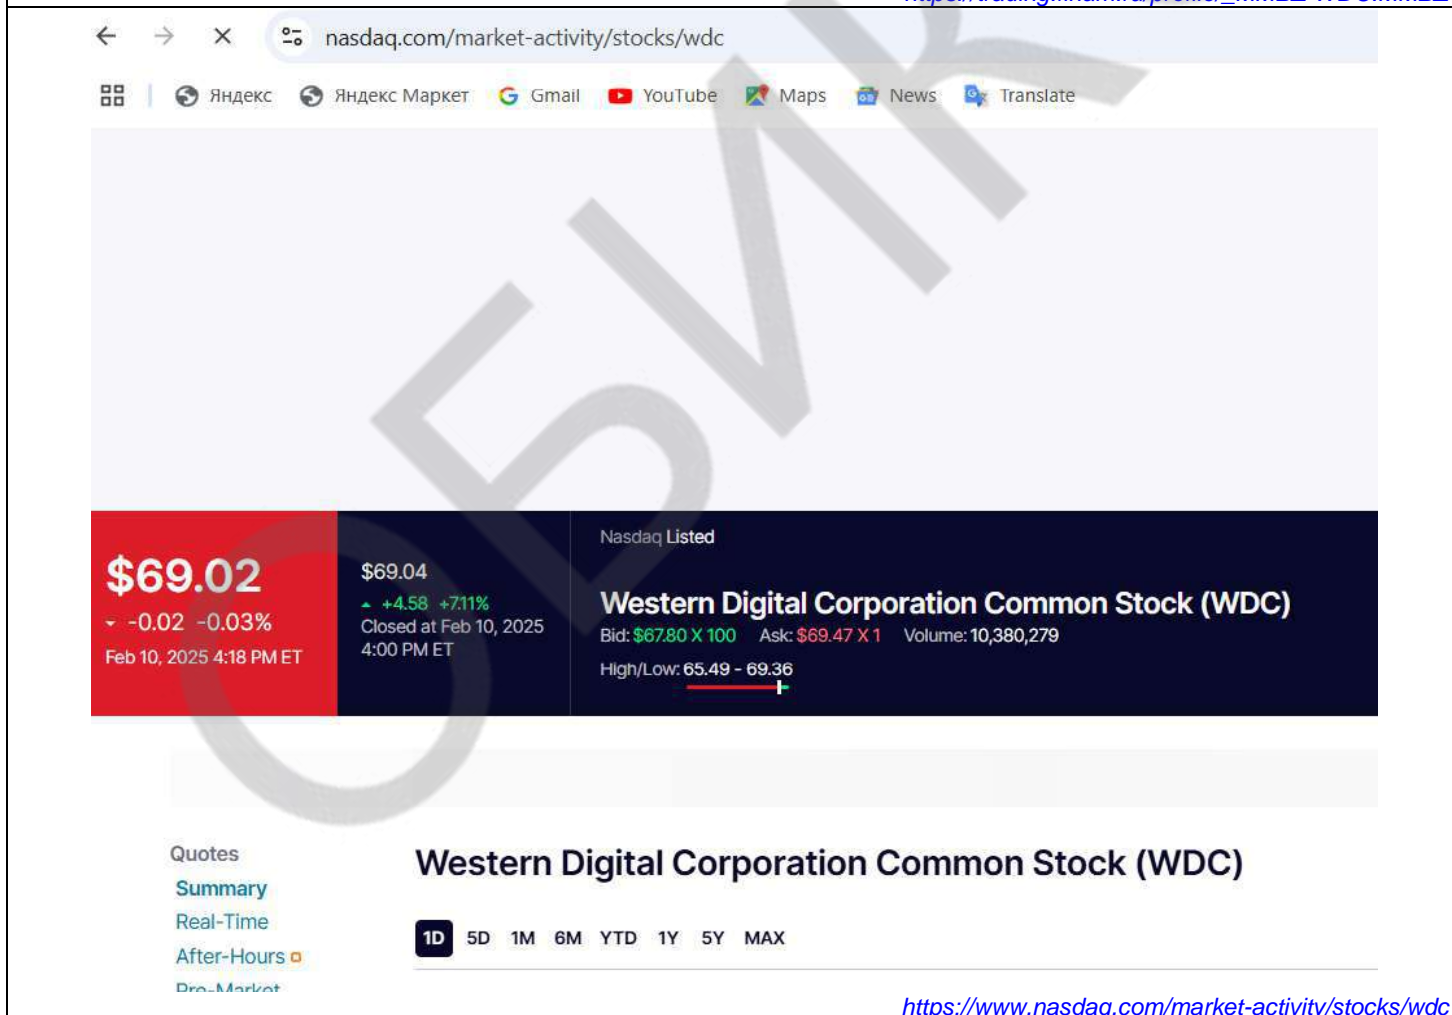 nasdaq.com/market-activity/stocks/wdc
Яндекс Яндекс Маркет Gmail YouTube Maps News Translate
ОБИК
$69.02
-0.02 -0.03%
Feb 10, 2025 4:18 PM ET
$69.04
+4.58 +7.11%
Closed at Feb 10, 2025
4:00 PM ET
Nasdaq Listed
Western Digital Corporation Common Stock (WDC)
Bid: $67.80 X 100 Ask: $69.47 X 1 Volume: 10,380,279
High/Low: 65.49 - 69.36
Quotes
Summary
Real-Time
After-Hours
Pre-Market
Western Digital Corporation Common Stock (WDC)
1D 5D 1M 6M YTD 1Y 5Y MAX
https://www.nasdaq.com/market-activity/stocks/wdc